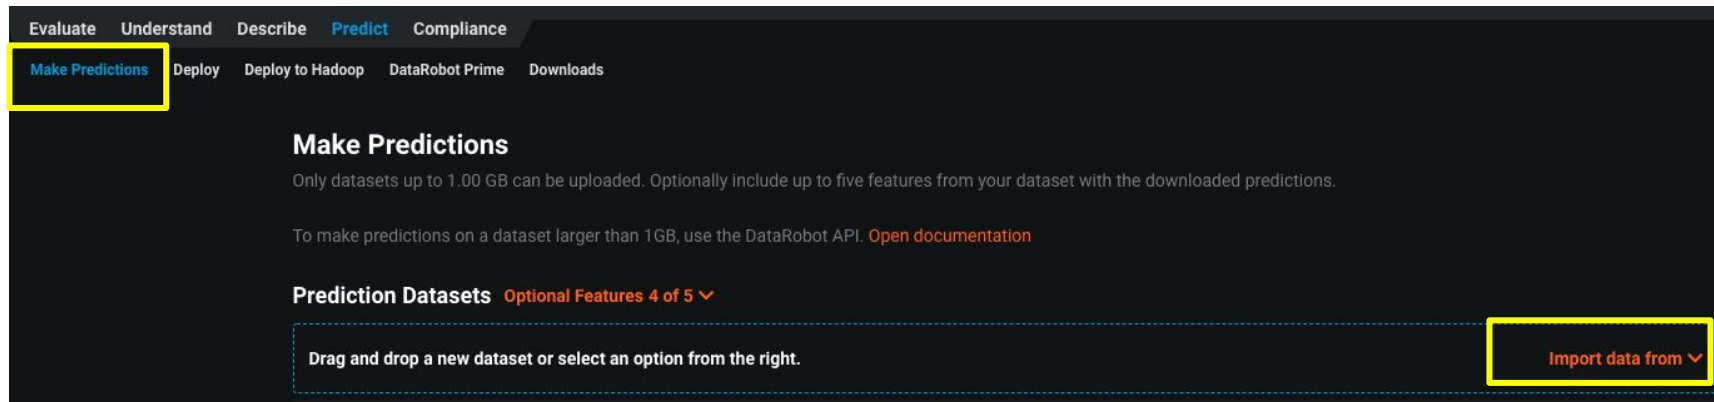 Evaluate Understand Describe Predict Compliance
Make Predictions Deploy Deploy to Hadoop DataRobot Prime Downloads
Make Predictions
Only datasets up to 1.00 GB can be uploaded. Optionally include up to five features from your dataset with the downloaded predictions.
To make predictions on a dataset larger than 1GB, use the DataRobot API. Open documentation
Prediction Datasets Optional Features 4 of 5
Drag and drop a new dataset or select an option from the right. Import data from